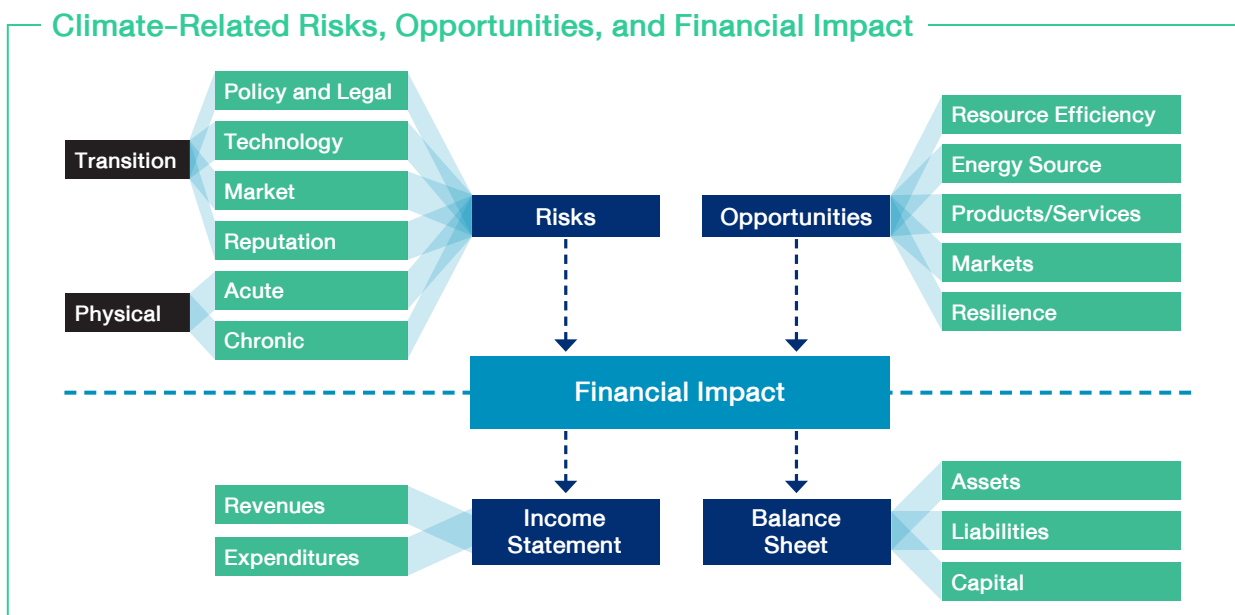 Climate-Related Risks, Opportunities, and Financial Impact
Transition
Policy and Legal
Technology
Market
Reputation
Physical
Acute
Chronic
Risks
Opportunities
Resource Efficiency
Energy Source
Products/Services
Markets
Resilience
Financial Impact
Revenues
Expenditures
Income
Statement
Balance
Sheet
Assets
Liabilities
Capital